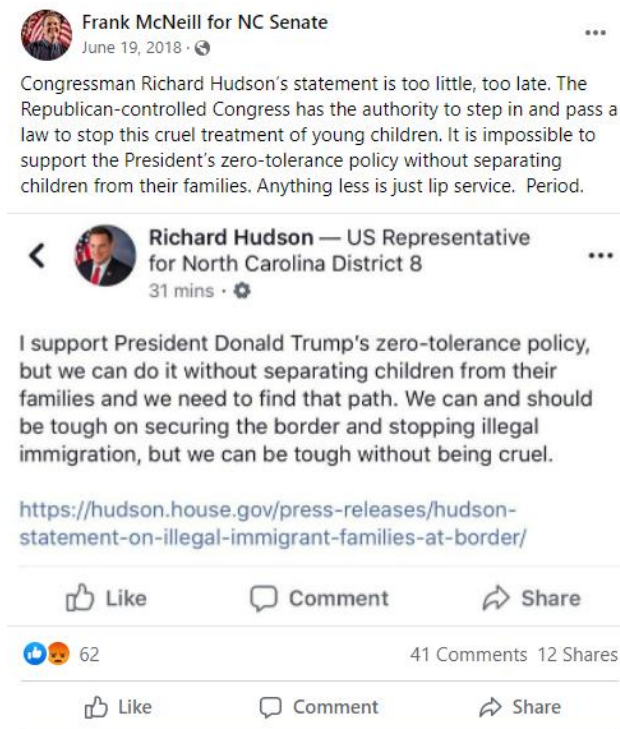 Frank McNeill for NC Senate
June 19, 2018 ·
Congressman Richard Hudson's statement is too little, too late. The
Republican-controlled Congress has the authority to step in and pass a
law to stop this cruel treatment of young children. It is impossible to
support the President's zero-tolerance policy without separating
children from their families. Anything less is just lip service. Period.
Richard Hudson — US Representative
for North Carolina District 8
31 mins ·
I support President Donald Trump's zero-tolerance policy,
but we can do it without separating children from their
families and we need to find that path. We can and should
be tough on securing the border and stopping illegal
immigration, but we can be tough without being cruel.
https://hudson.house.gov/press-releases/hudson-
statement-on-illegal-immigrant-families-at-border/
Like Comment Share
62 41 Comments 12 Shares
Like Comment Share